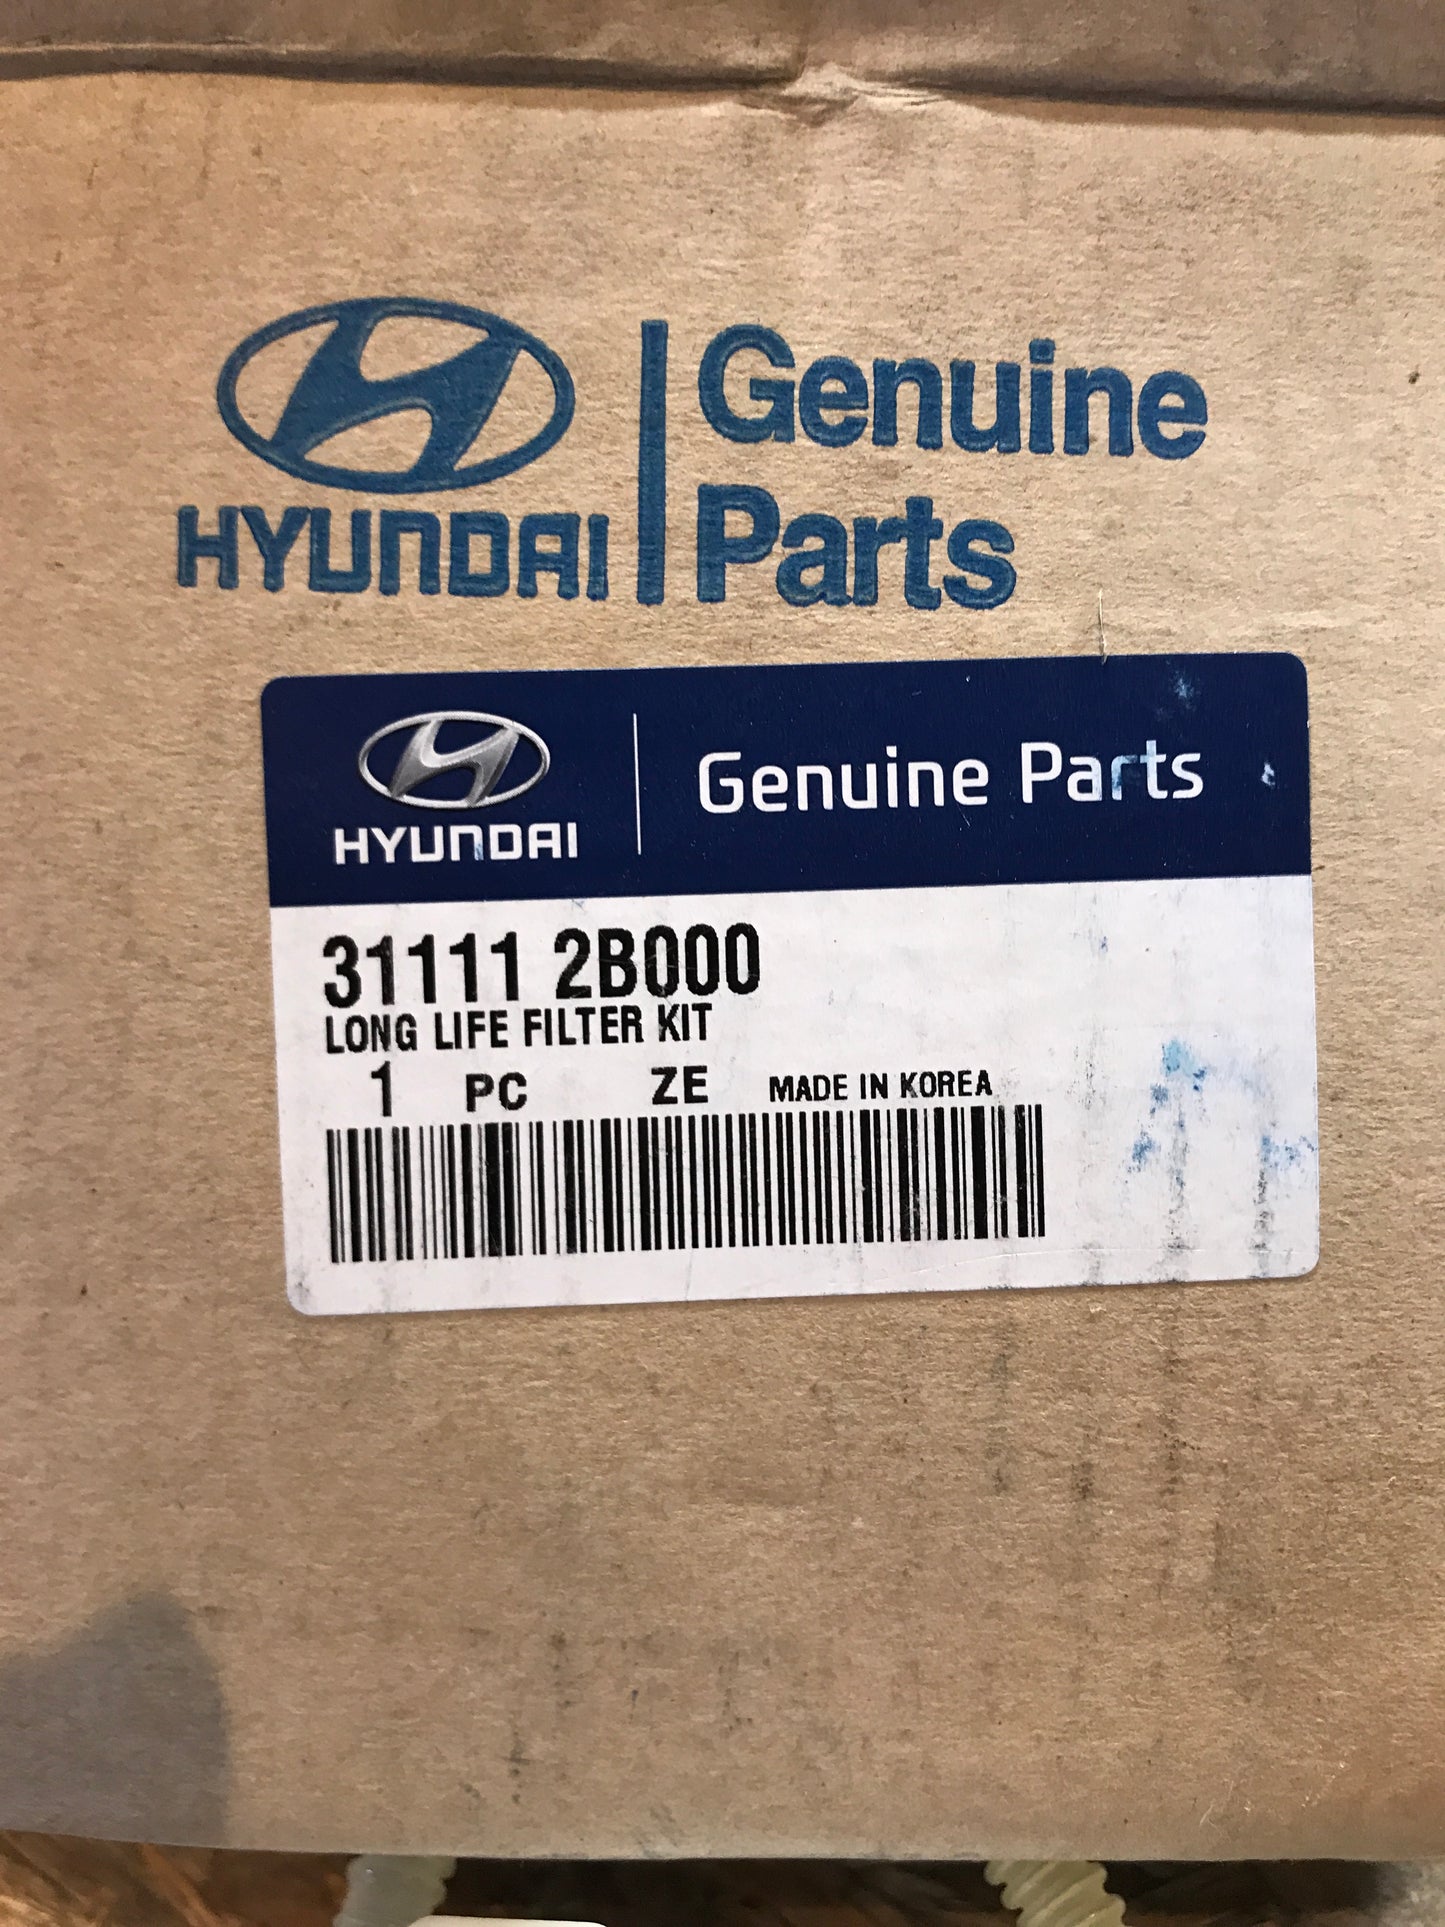 HYUNDAI
Genuine
Parts
HYUNDAI
Genuine Parts
31111 2B000
LONG LIFE FILTER KIT
1 PC ZE MADE IN KOREA